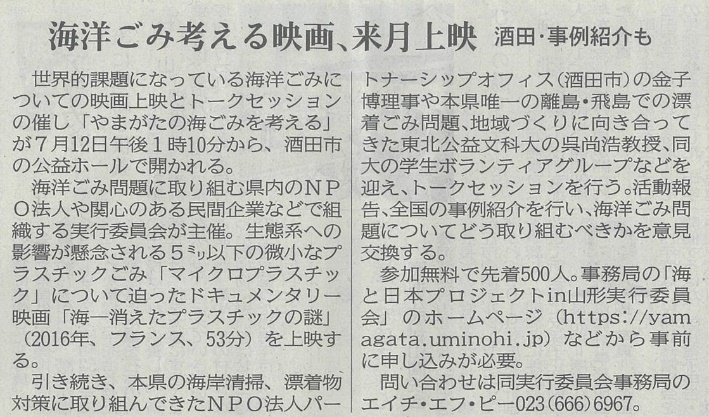 海洋ごみ考える映画、来月上映 酒田・事例紹介も
世界的課題になっている海洋ごみに
ついての映画上映とトークセッション
の催し「やまがたの海ごみを考える」
が7月12日午後1時10分から、酒田市
の公益ホールで開かれる。
海洋ごみ問題に取り組む県内のNP
O法人や関心のある民間企業などで組
織する実行委員会が主催。生態系への
影響が懸念される5㍉以下の微小なプ
ラスチックごみ「マイクロプラスチッ
ク」について迫ったドキュメンタリー
映画「海―消えたプラスチックの謎」
(2016年、フランス、53分)を上映す
る。
引き続き、本県の海岸清掃、漂着物
対策に取り組んできたNPO法人パー
トナーシップオフィス(酒田市)の金子
博理事や本県唯一の離島・飛島での漂
着ごみ問題、地域づくりに向き合って
きた東北公益文科大の呉尚浩教授、同
大の学生ボランティアグループなどを
迎え、トークセッションを行う。活動報
告、全国の事例紹介を行い、海洋ごみ問
題についてどう取り組むべきかを意見
交換する。
参加無料で先着500人。事務局の「海
と日本プロジェクトin山形実行委員
会」のホームページ(https://yam
agata.uminohi.jp)などから事前
に申し込みが必要。
問い合わせは同実行委員会事務局の
エイチ・エフ・ピー023(666)6967。